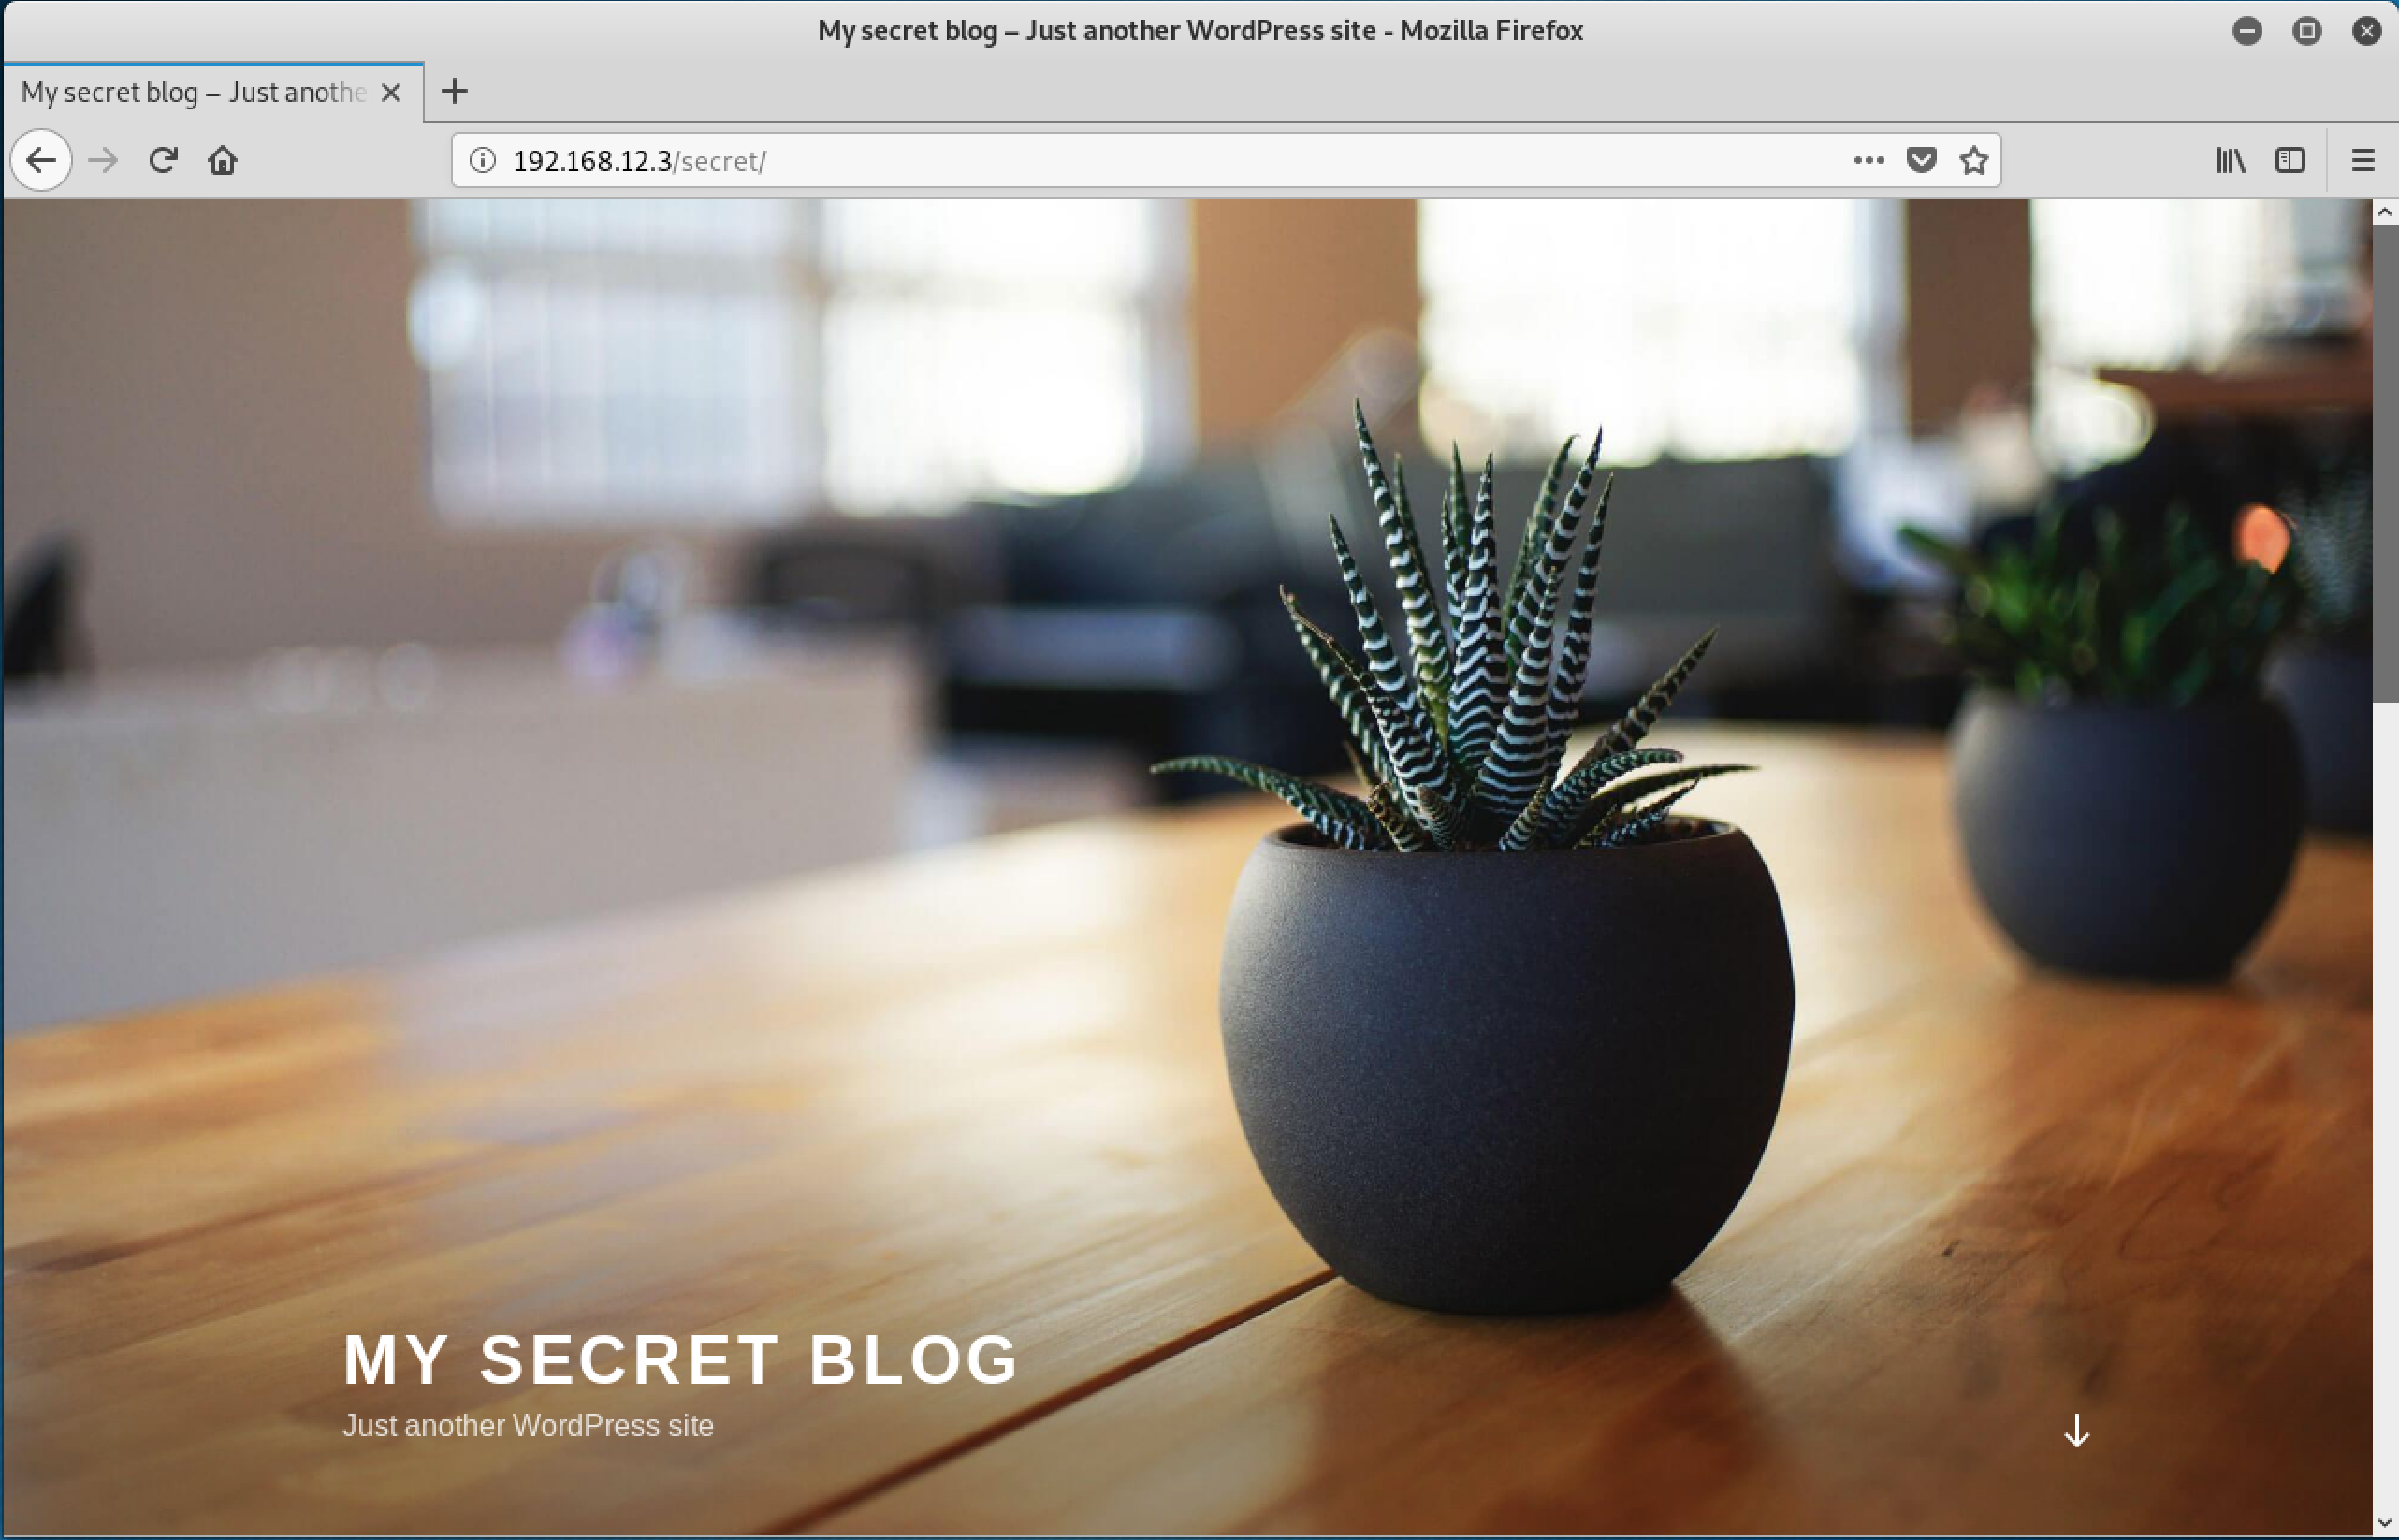 My secret blog – Just another WordPress site - Mozilla Firefox
My secret blog – Just anothe
192.168.12.3/secret/
MY SECRET BLOG
Just another WordPress site